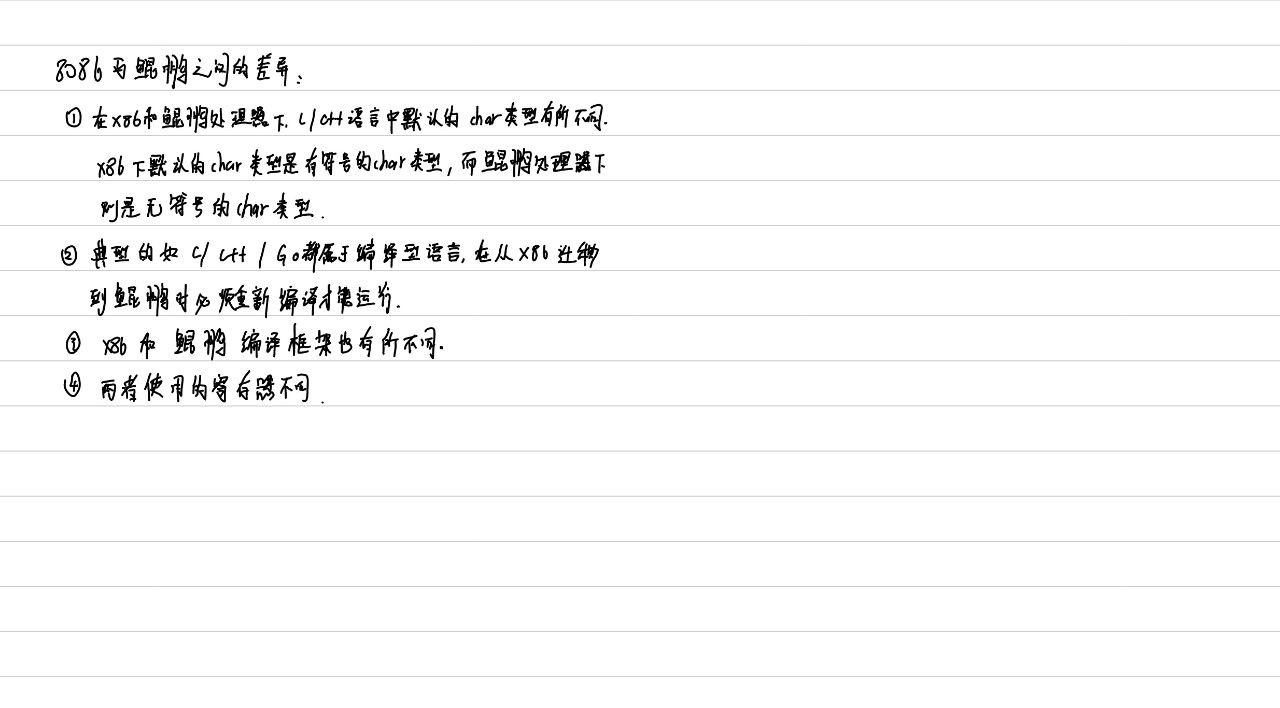 8086与鲲鹏之间的差异:
① 在x86和鲲鹏处理器下, C/C++语言中默认的 char类型有所不同.
x86下默认的char 类型是有符号的char类型, 而鲲鹏处理器下
则是无符号的char类型.
② 典型的如 C/C++/Go都属于编译型语言, 在从 x86 迁移
到鲲鹏时必须重新编译才能运行.
③ x86 和 鲲鹏 编译框架也有所不同.
④ 两者使用的寄存器不同.